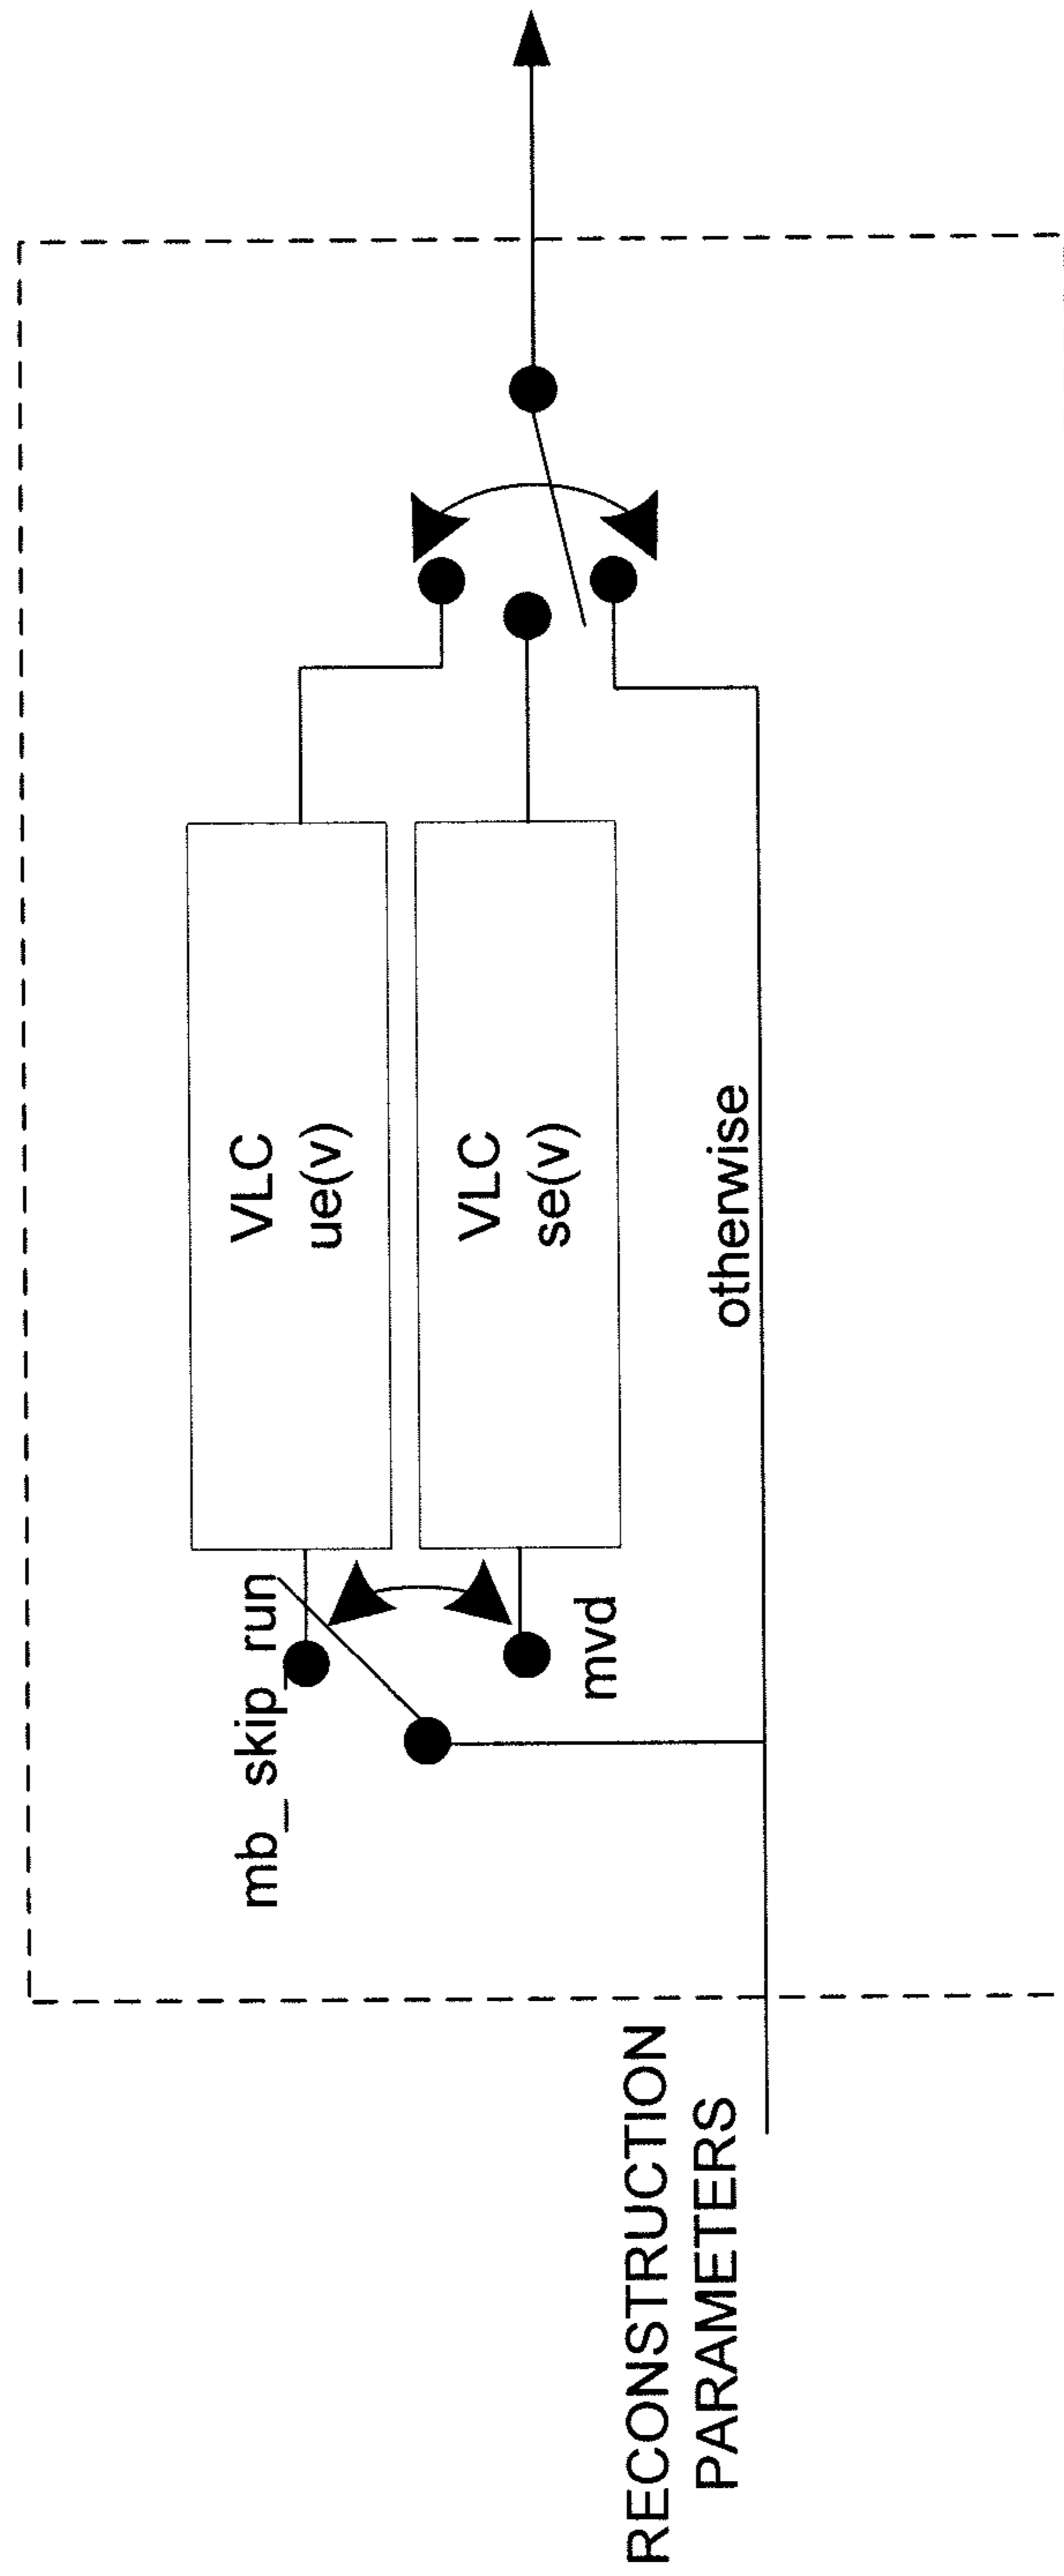 RECONSTRUCTION
PARAMETERS
mb_skip_run
mvd
VLC
ue(v)
VLC
se(v)
otherwise